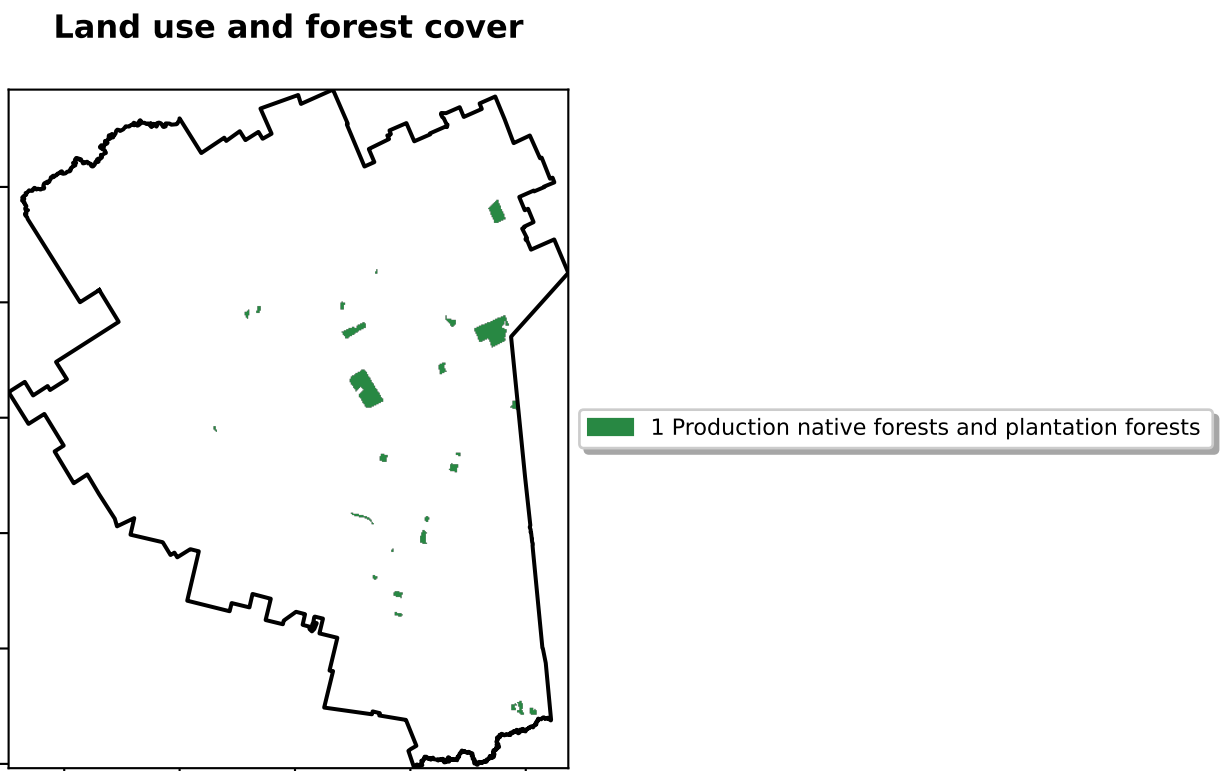 Land use and forest cover
1 Production native forests and plantation forests